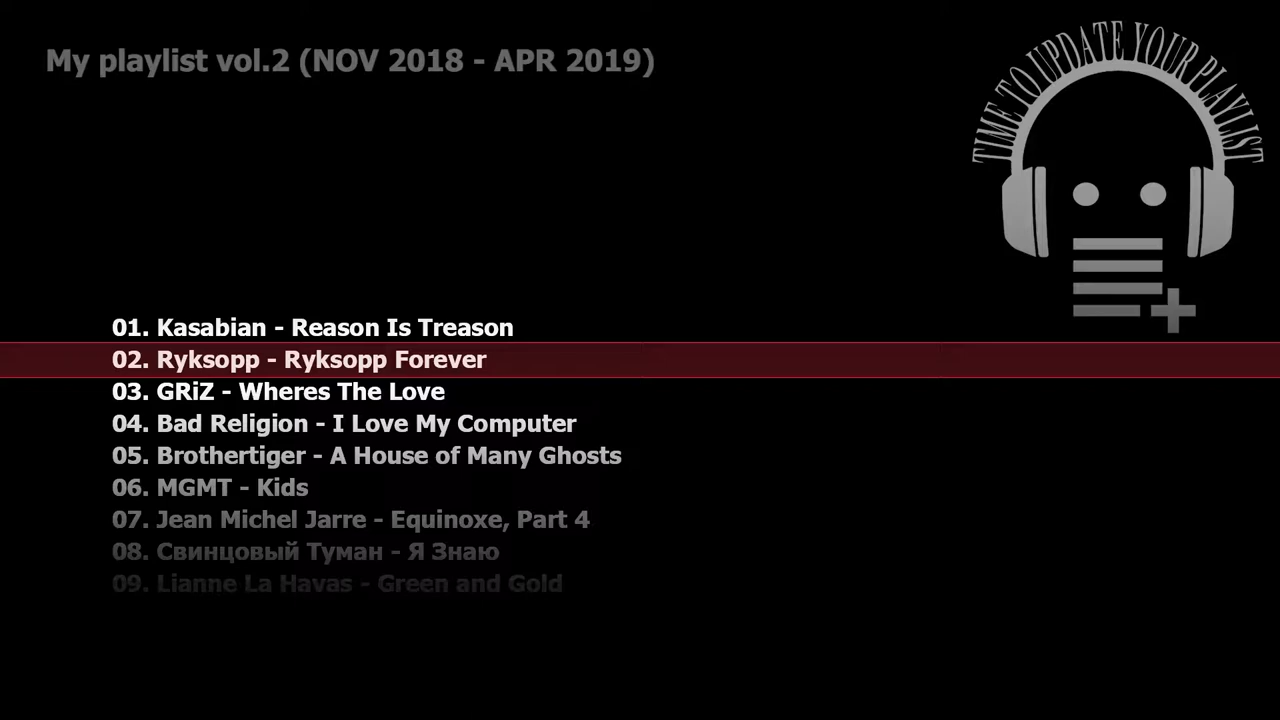 My playlist vol.2 (NOV 2018 - APR 2019)
TIME TO UPDATE YOUR PLAYLIST
01. Kasabian - Reason Is Treason
02. Ryksopp - Ryksopp Forever
03. GRiZ - Wheres The Love
04. Bad Religion - I Love My Computer
05. Brothertiger - A House of Many Ghosts
06. MGMT - Kids
07. Jean Michel Jarre - Equinoxe, Part 4
08. Свинцовый Туман - Я Знаю
09. Lianne La Havas - Green and Gold